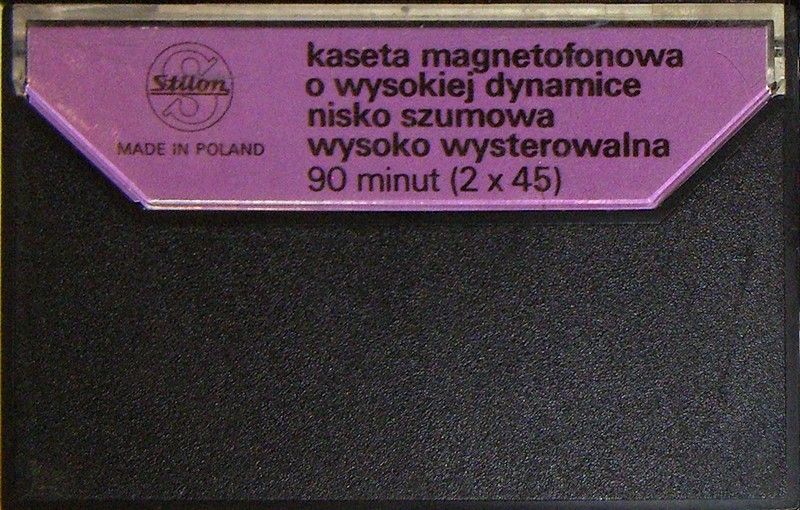 Stilon
MADE IN POLAND
kaseta magnetofonowa
o wysokiej dynamice
nisko szumowa
wysoko wysterowalna
90 minut (2 x 45)